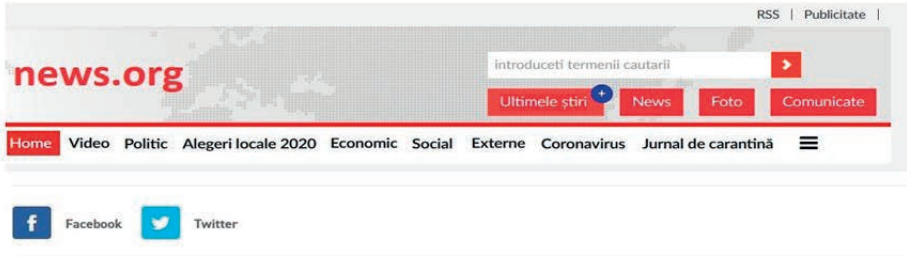 RSS | Publicitate |
news.org
introduceti termenii cautarii
Ultimele știri + News Foto Comunicate
Home Video Politic Alegeri locale 2020 Economic Social Externe Coronavirus Jurnal de carantină
Facebook Twitter